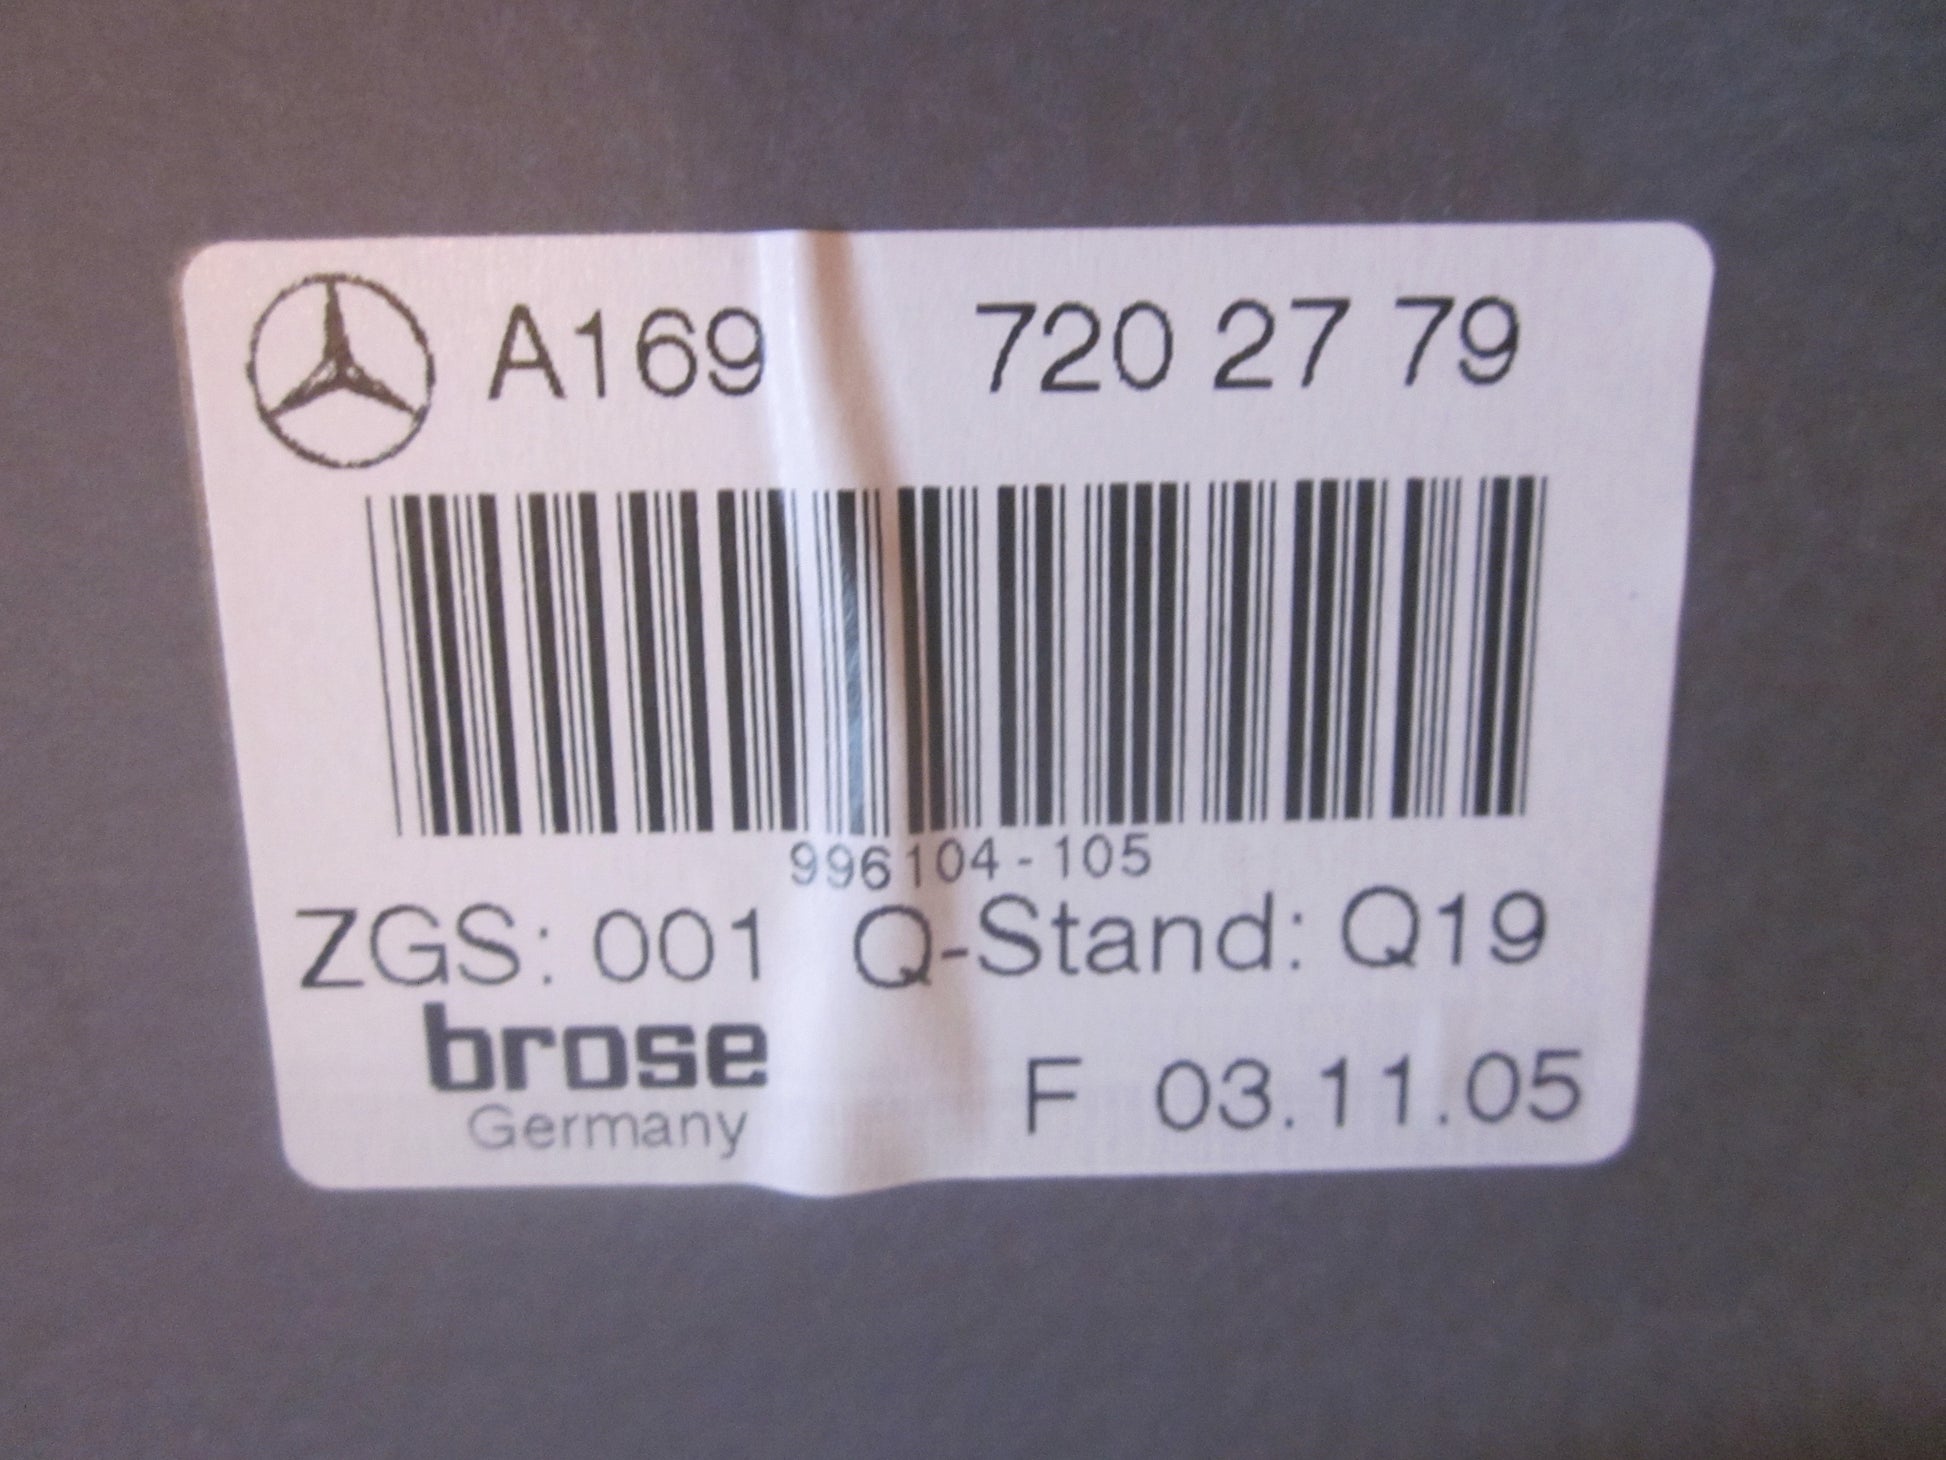 A169 720 27 79
996104-105
ZGS: 001 Q-Stand: Q19
brose
Germany
F 03.11.05